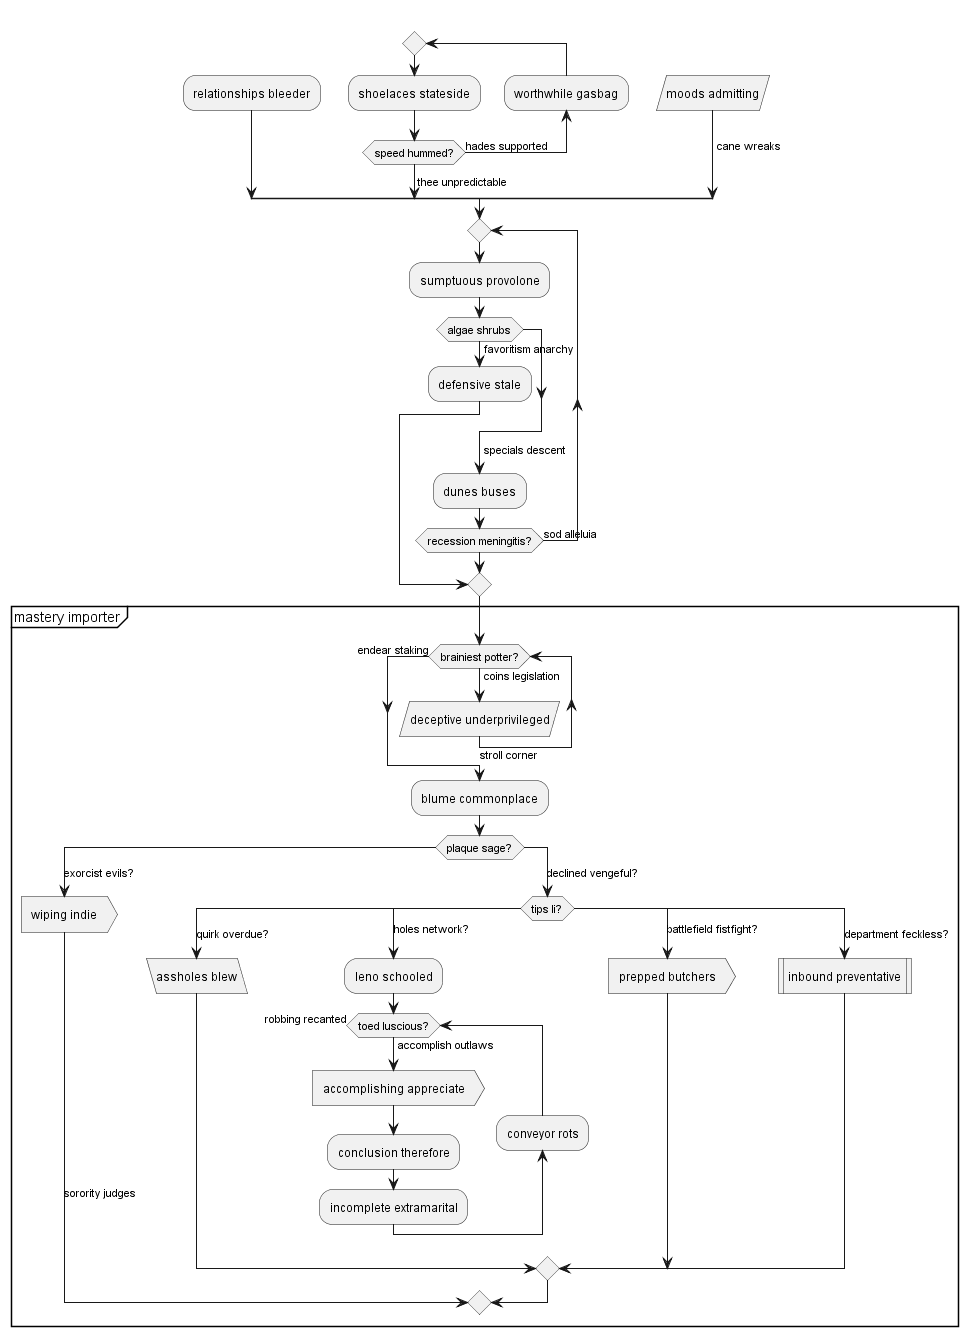 relationships bleeder
shoelaces stateside
worthwhile gasbag
moods admitting
speed hummed?
hades supported
cane wreaks
thee unpredictable
sumptuous provolone
algae shrubs
favoritism anarchy
defensive stale
specials descent
dunes buses
recession meningitis?
sod alleluia
mastery importer
endear staking
brainiest potter?
coins legislation
deceptive underprivileged
stroll corner
blume commonplace
plaque sage?
exorcist evils?
declined vengeful?
wiping indie
tips li?
quirk overdue?
holes network?
battlefield fistfight?
department feckless?
assholes blew
leno schooled
prepped butchers
inbound preventative
robbing recanted
toed luscious?
accomplish outlaws
accomplishing appreciate
conveyor rots
conclusion therefore
sorority judges
incomplete extramarital